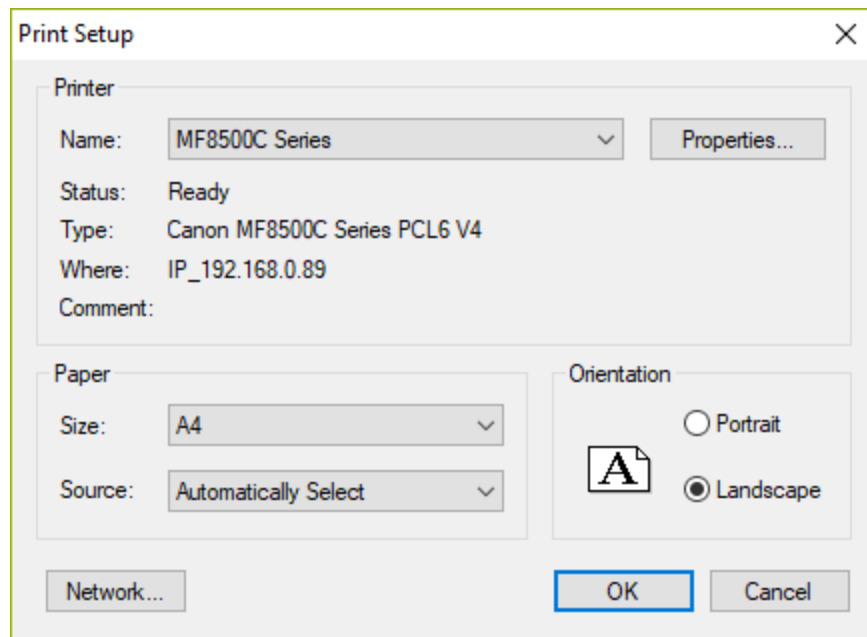 Print Setup
Printer
Name: MF8500C Series Properties...
Status: Ready
Type: Canon MF8500C Series PCL6 V4
Where: IP_192.168.0.89
Comment:
Paper
Size: A4
Source: Automatically Select
Orientation
Portrait
A
Landscape
Network...
OK
Cancel